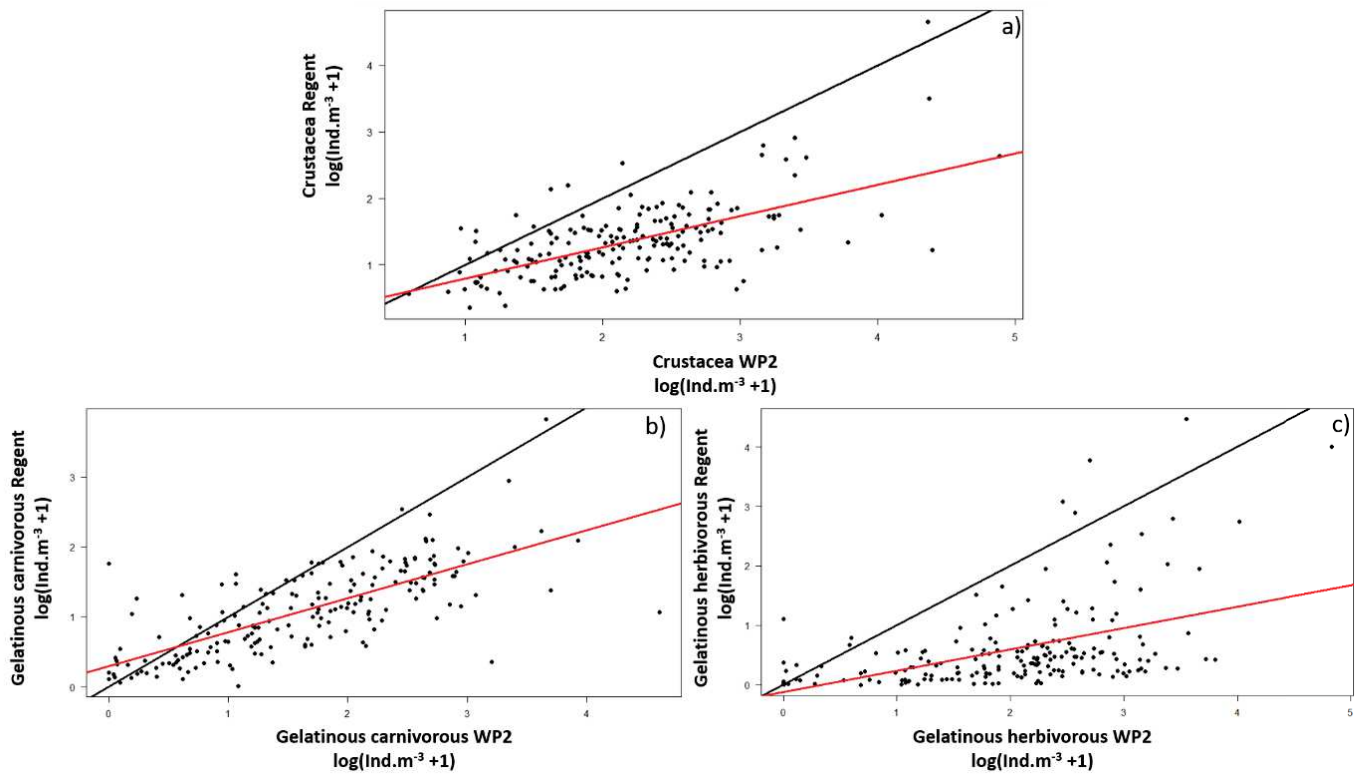 a)
Crustacea Regent
log(Ind.m⁻³ +1)
4
3
2
1
1 2 3 4 5
Crustacea WP2
log(Ind.m⁻³ +1)
b)
Gelatinous carnivorous Regent
log(Ind.m⁻³ +1)
3
2
1
0
0 1 2 3 4
Gelatinous carnivorous WP2
log(Ind.m⁻³ +1)
c)
Gelatinous herbivorous Regent
log(Ind.m⁻³ +1)
4
3
2
1
0
0 1 2 3 4 5
Gelatinous herbivorous WP2
log(Ind.m⁻³ +1)